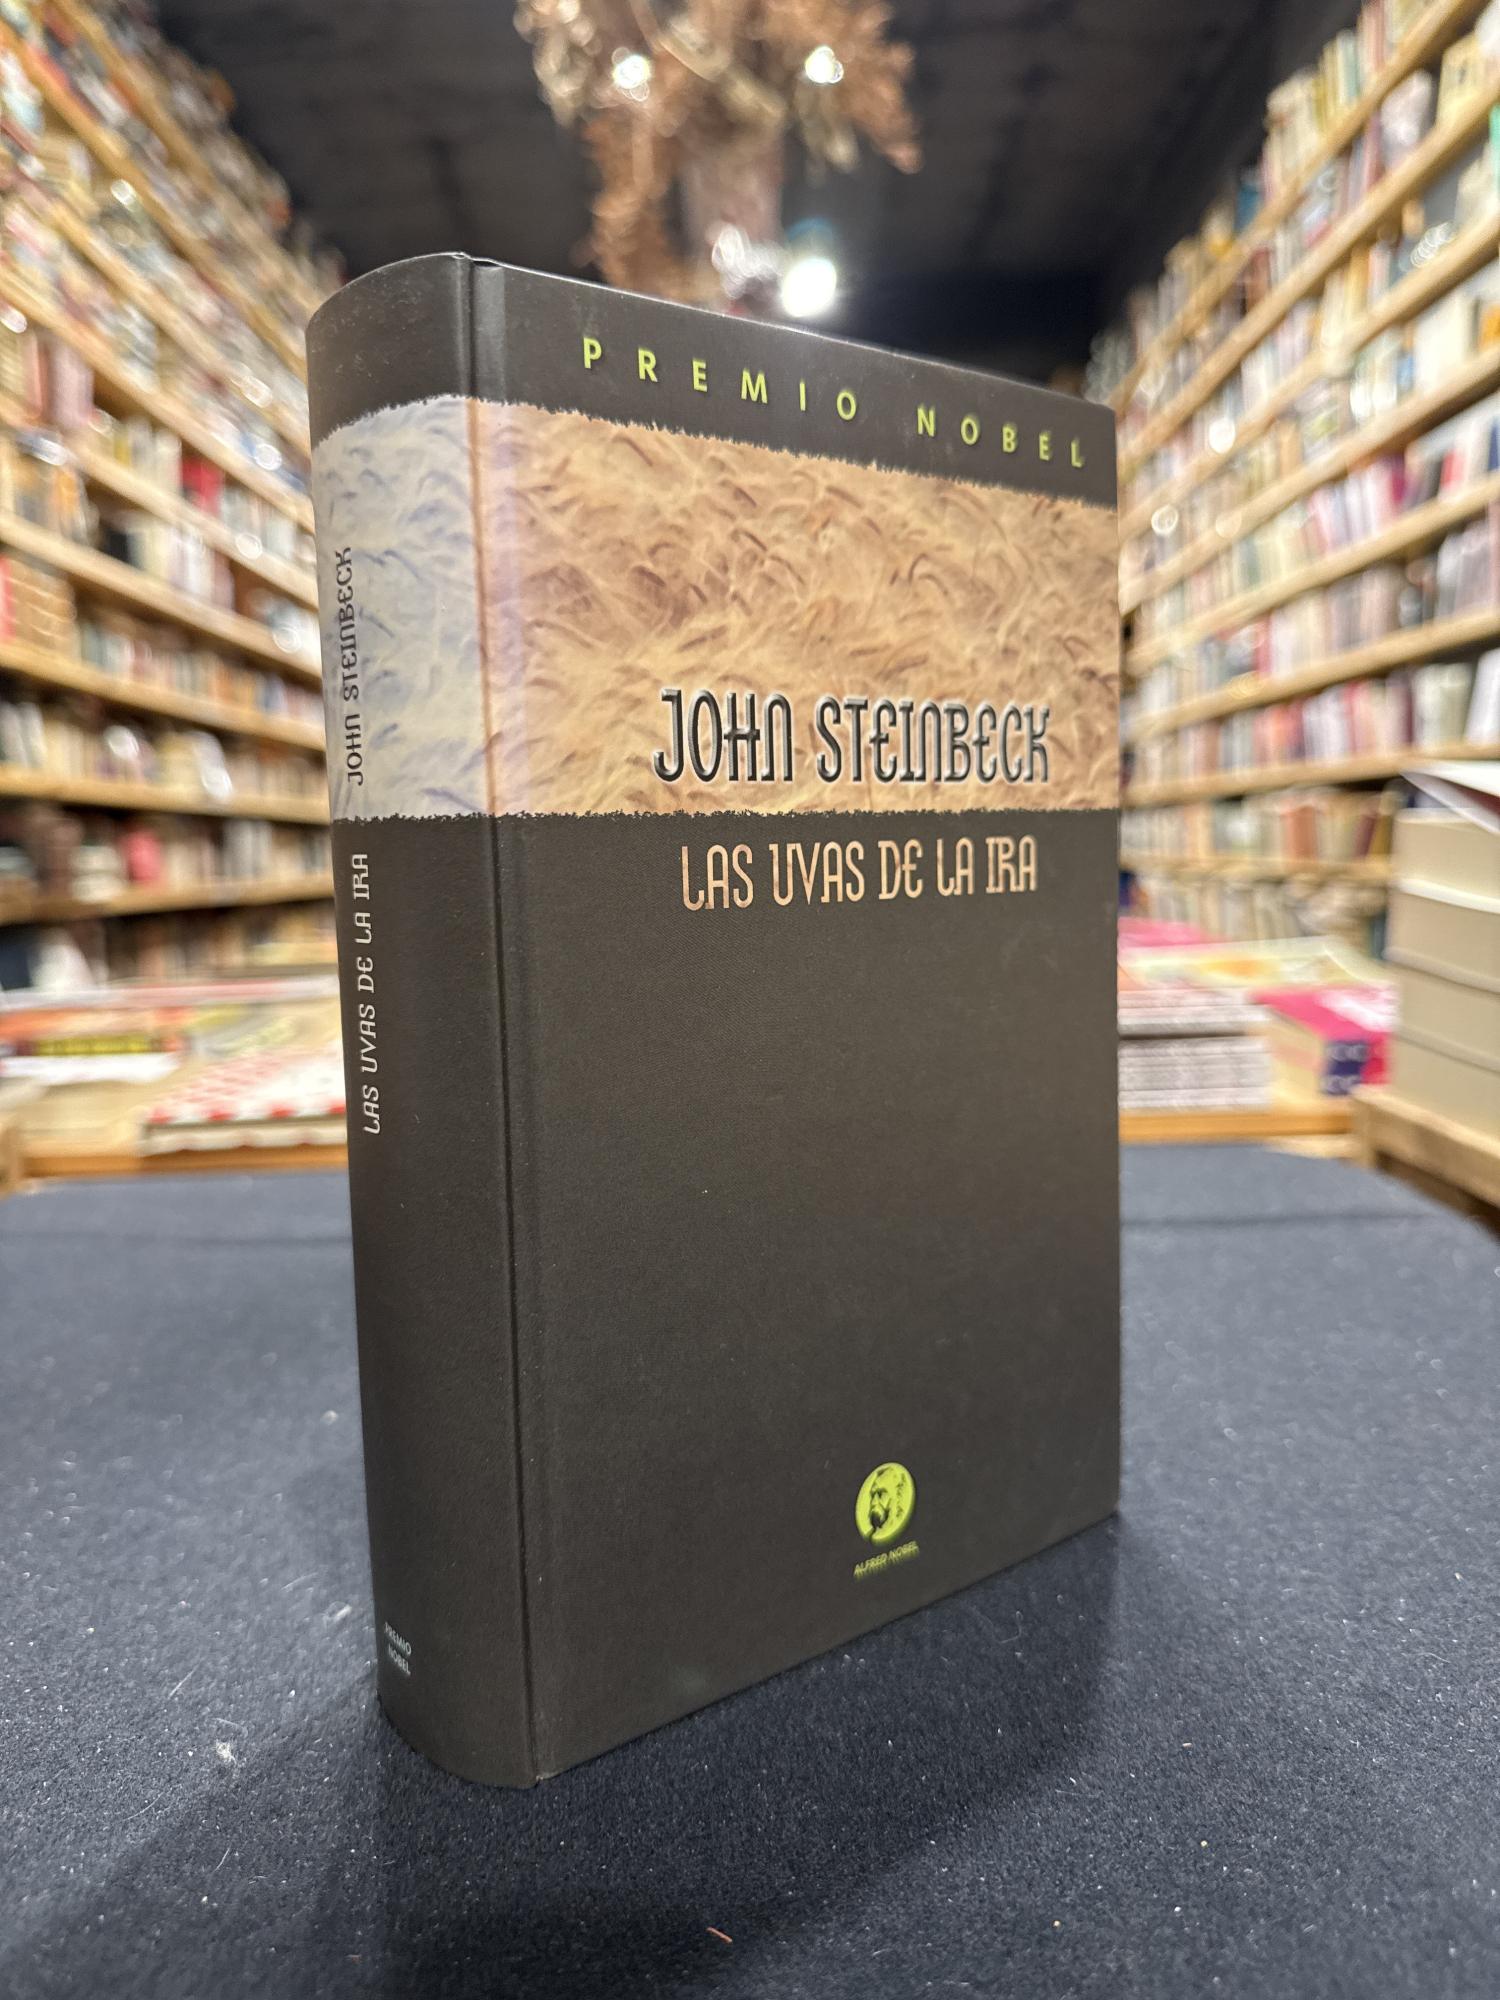 PREMIO NOBEL
JOHN STEINBECK
LAS UVAS DE LA IRA
ALFRED NOBEL
JOHN STEINBECK
LAS UVAS DE LA IRA
PREMIO
NOBEL